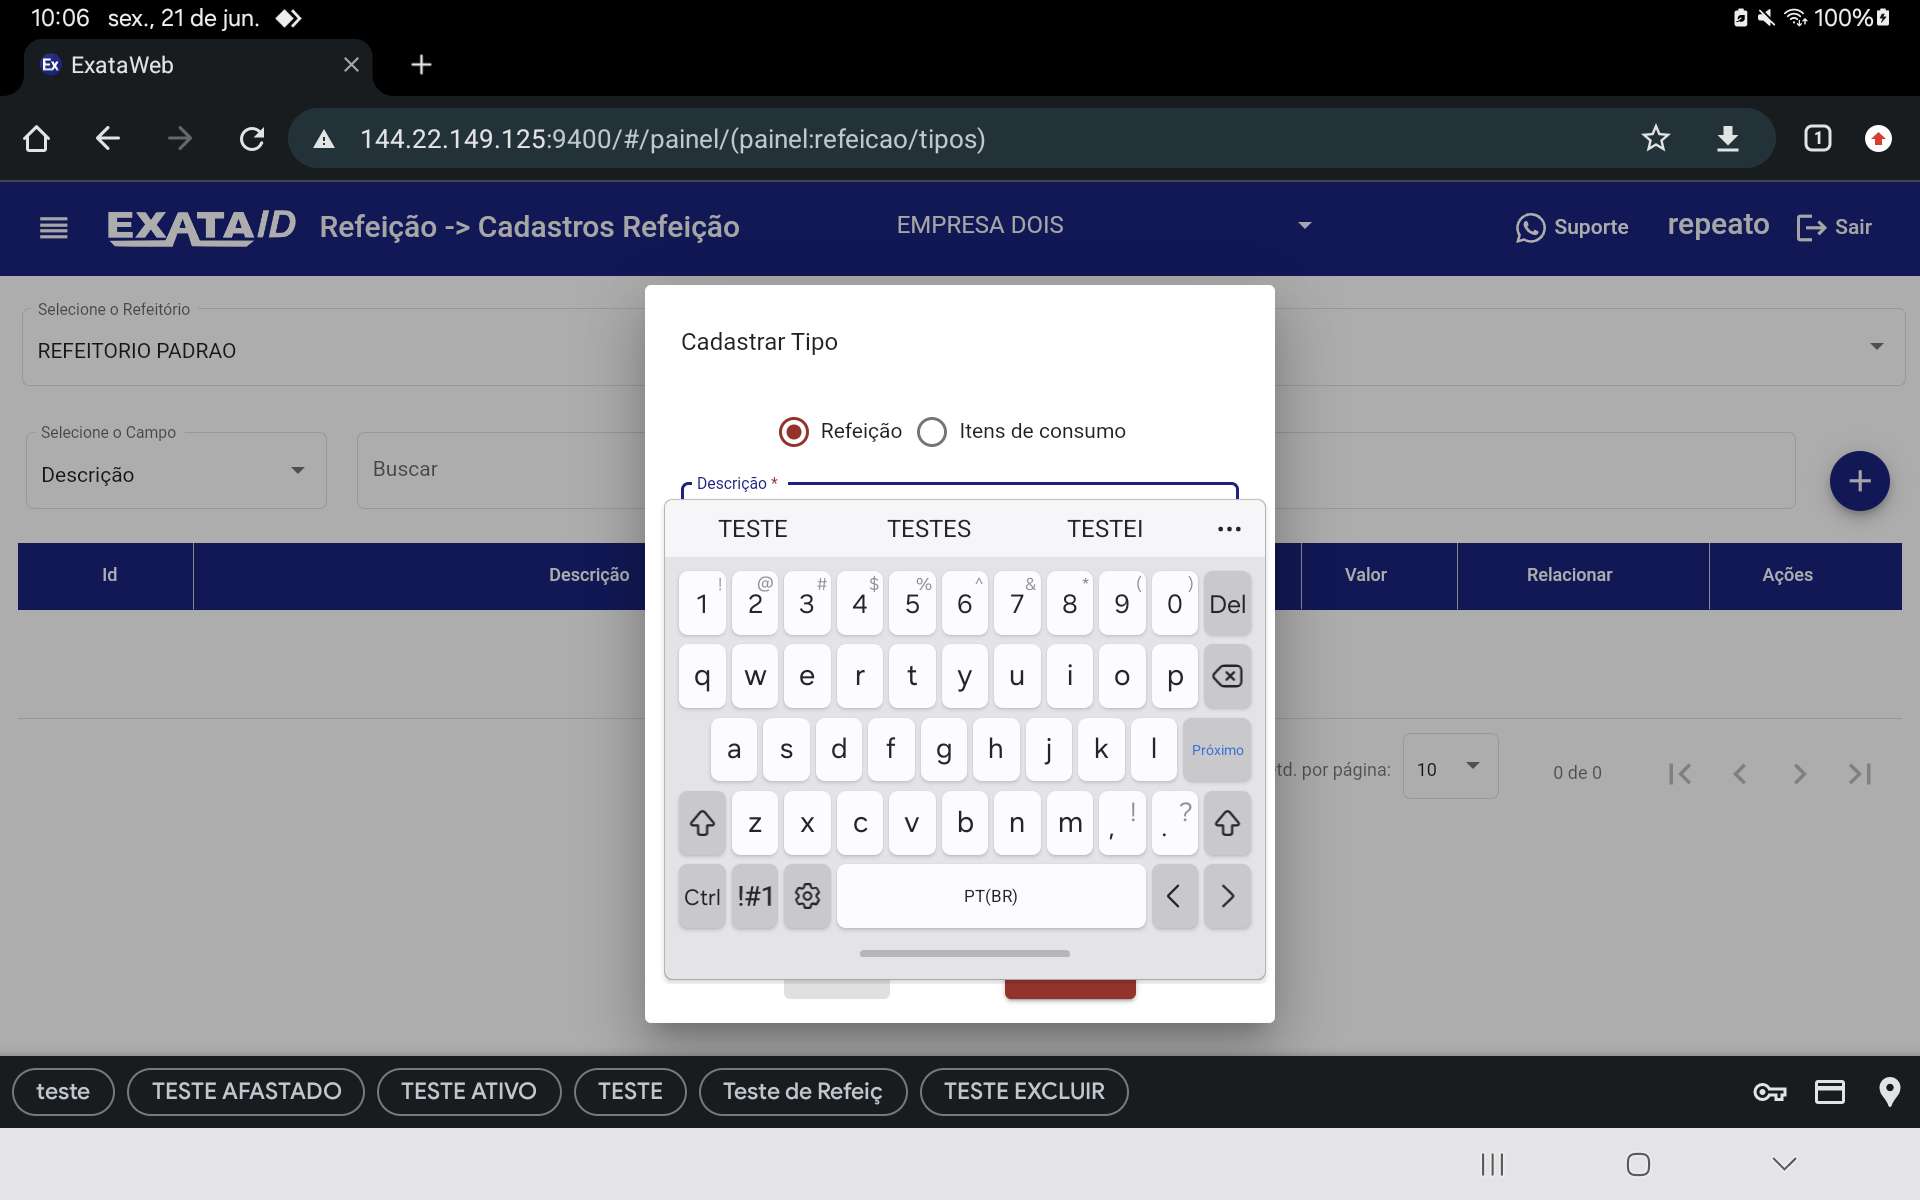 10:06 sex., 21 de jun. 100%
Ex ExataWeb
144.22.149.125:9400/#/painel/(painel:refeicao/tipos) 1
EXATAID Refeição -> Cadastros Refeição EMPRESA DOIS Suporte repeato Sair
Selecione o Refeitório
REFEITORIO PADRAO
Cadastrar Tipo
Refeição Itens de consumo
Selecione o Campo
Descrição
Buscar
Descrição *
TESTE TESTES TESTEI •••
Id Descrição Valor Relacionar Ações
! @ # $ % ^ & * ( )
1 2 3 4 5 6 7 8 9 0 Del
q w e r t y u i o p
a s d f g h j k l Próximo
td. por página: 10 0 de 0
z x c v b n m , ! . ?
Ctrl !#1 PT(BR)
teste TESTE AFASTADO TESTE ATIVO TESTE Teste de Refeiç TESTE EXCLUIR